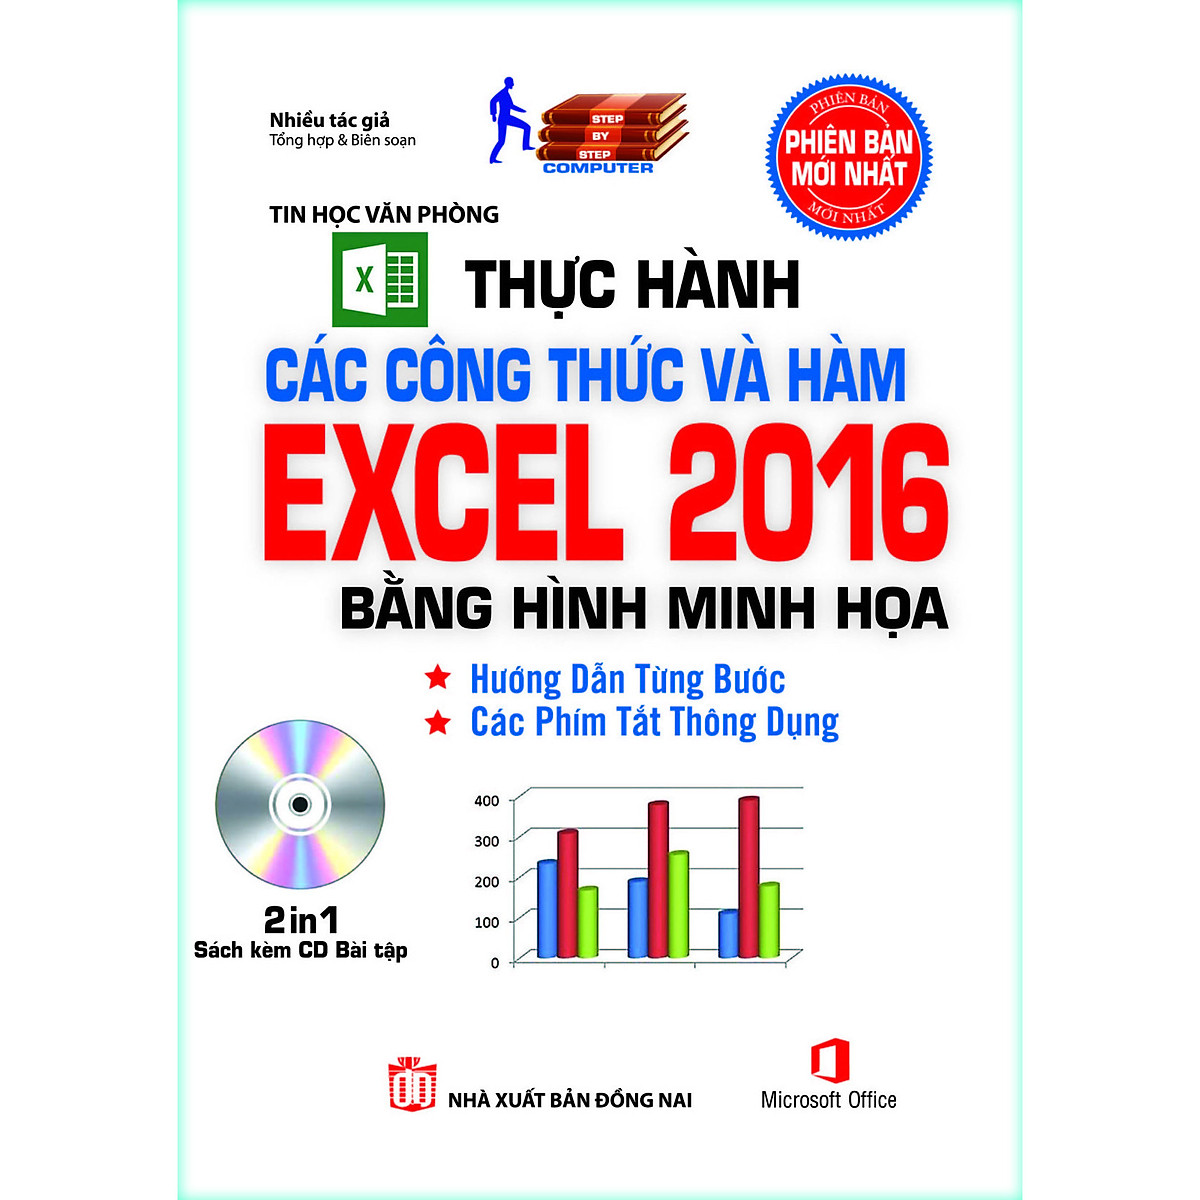 Nhiều tác giả
Tổng hợp & Biên soạn
STEP
BY
STEP
COMPUTER
PHIÊN BẢN
PHIÊN BẢN
MỚI NHẤT
MỚI NHẤT
TIN HỌC VĂN PHÒNG
X
THỰC HÀNH
CÁC CÔNG THỨC VÀ HÀM
EXCEL 2016
BẰNG HÌNH MINH HỌA
Hướng Dẫn Từng Bước
Các Phím Tắt Thông Dụng
2 in 1
Sách kèm CD Bài tập
400
300
200
100
0
NHÀ XUẤT BẢN ĐỒNG NAI
Microsoft Office